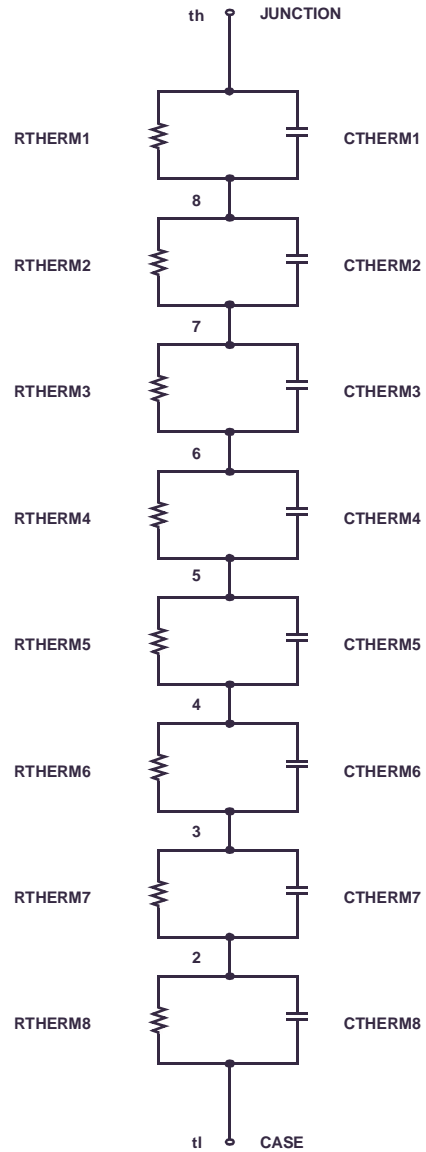 th JUNCTION
RTHERM1 CTHERM1
8
RTHERM2 CTHERM2
7
RTHERM3 CTHERM3
6
RTHERM4 CTHERM4
5
RTHERM5 CTHERM5
4
RTHERM6 CTHERM6
3
RTHERM7 CTHERM7
2
RTHERM8 CTHERM8
tl CASE